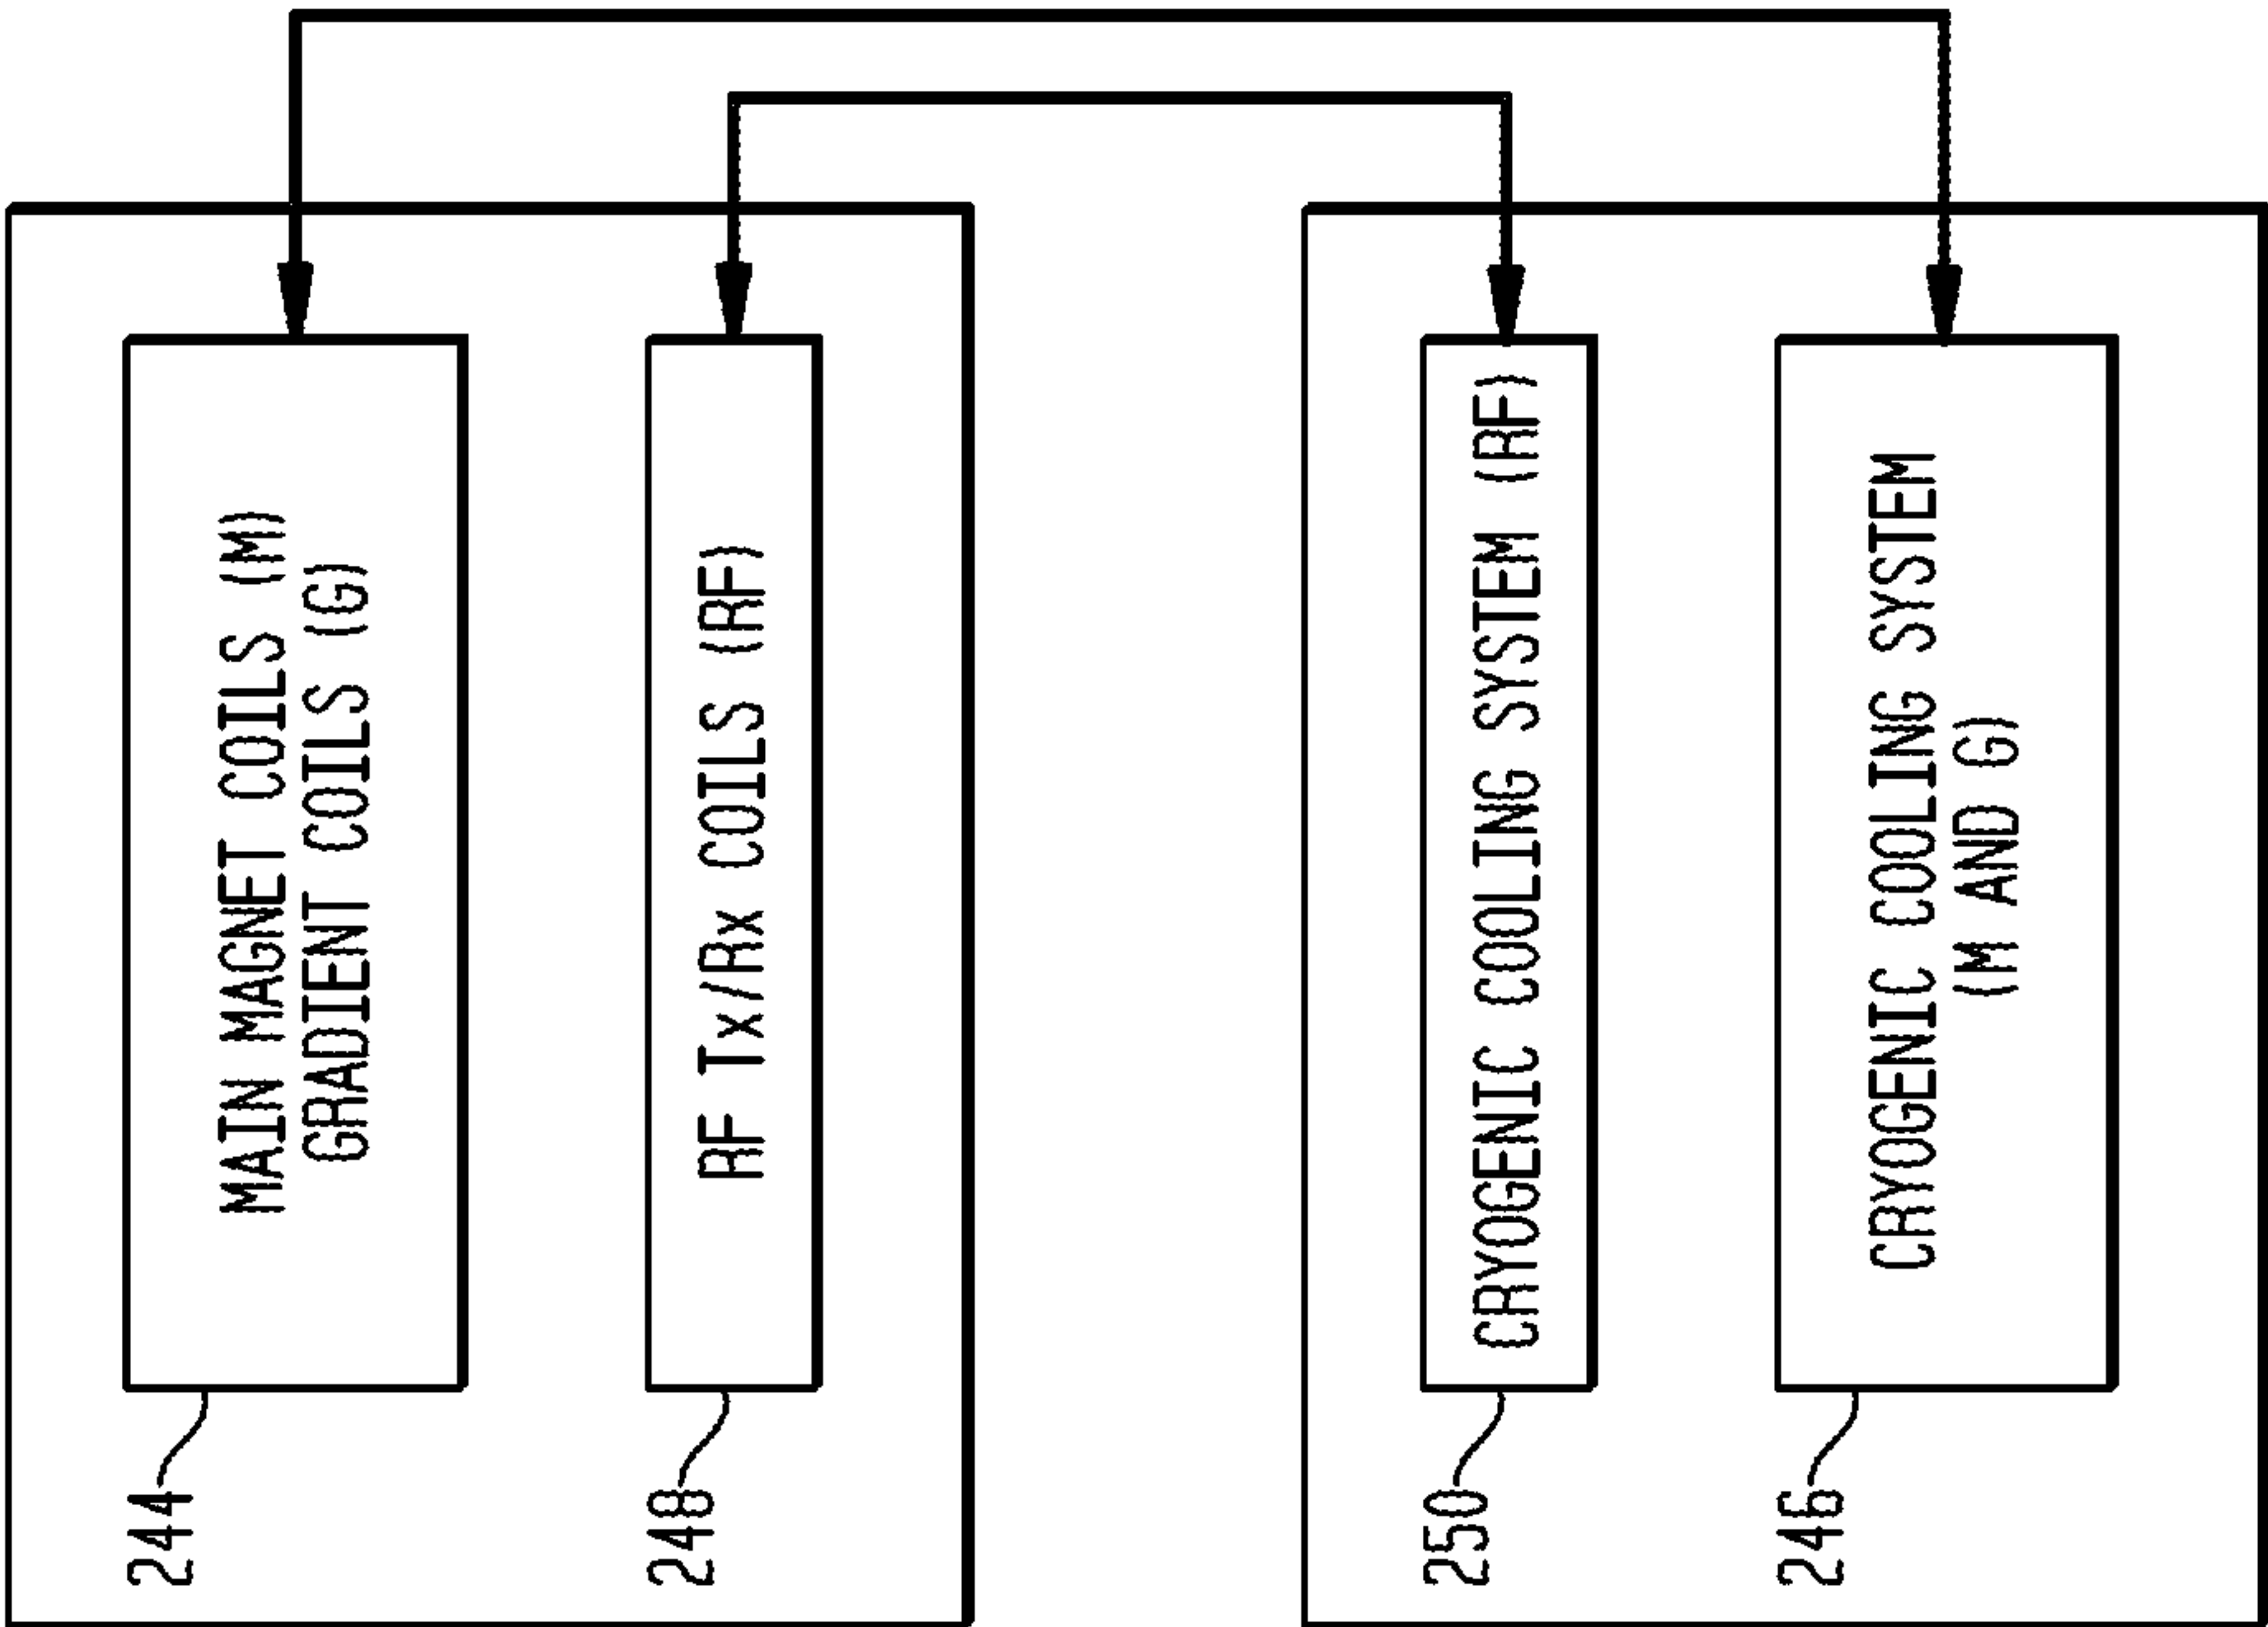 244
MAIN MAGNET COILS (M)
GRADIENT COILS (G)
248
RF Tx/Rx COILS (RF)
250
CRYOGENIC COOLING SYSTEM (RF)
246
CRYOGENIC COOLING SYSTEM
(M AND G)